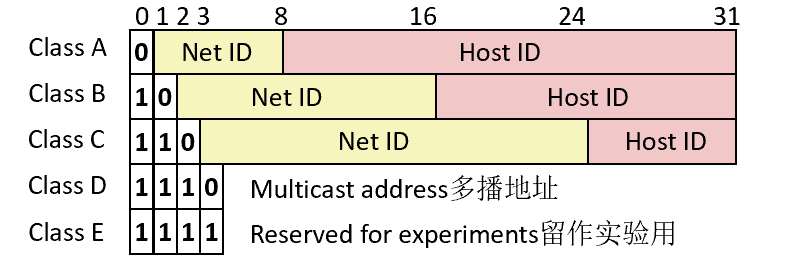 0 1 2 3 8 16 24 31
Class A 0 Net ID Host ID
Class B 1 0 Net ID Host ID
Class C 1 1 0 Net ID Host ID
Class D 1 1 1 0 Multicast address多播地址
Class E 1 1 1 1 Reserved for experiments留作实验用